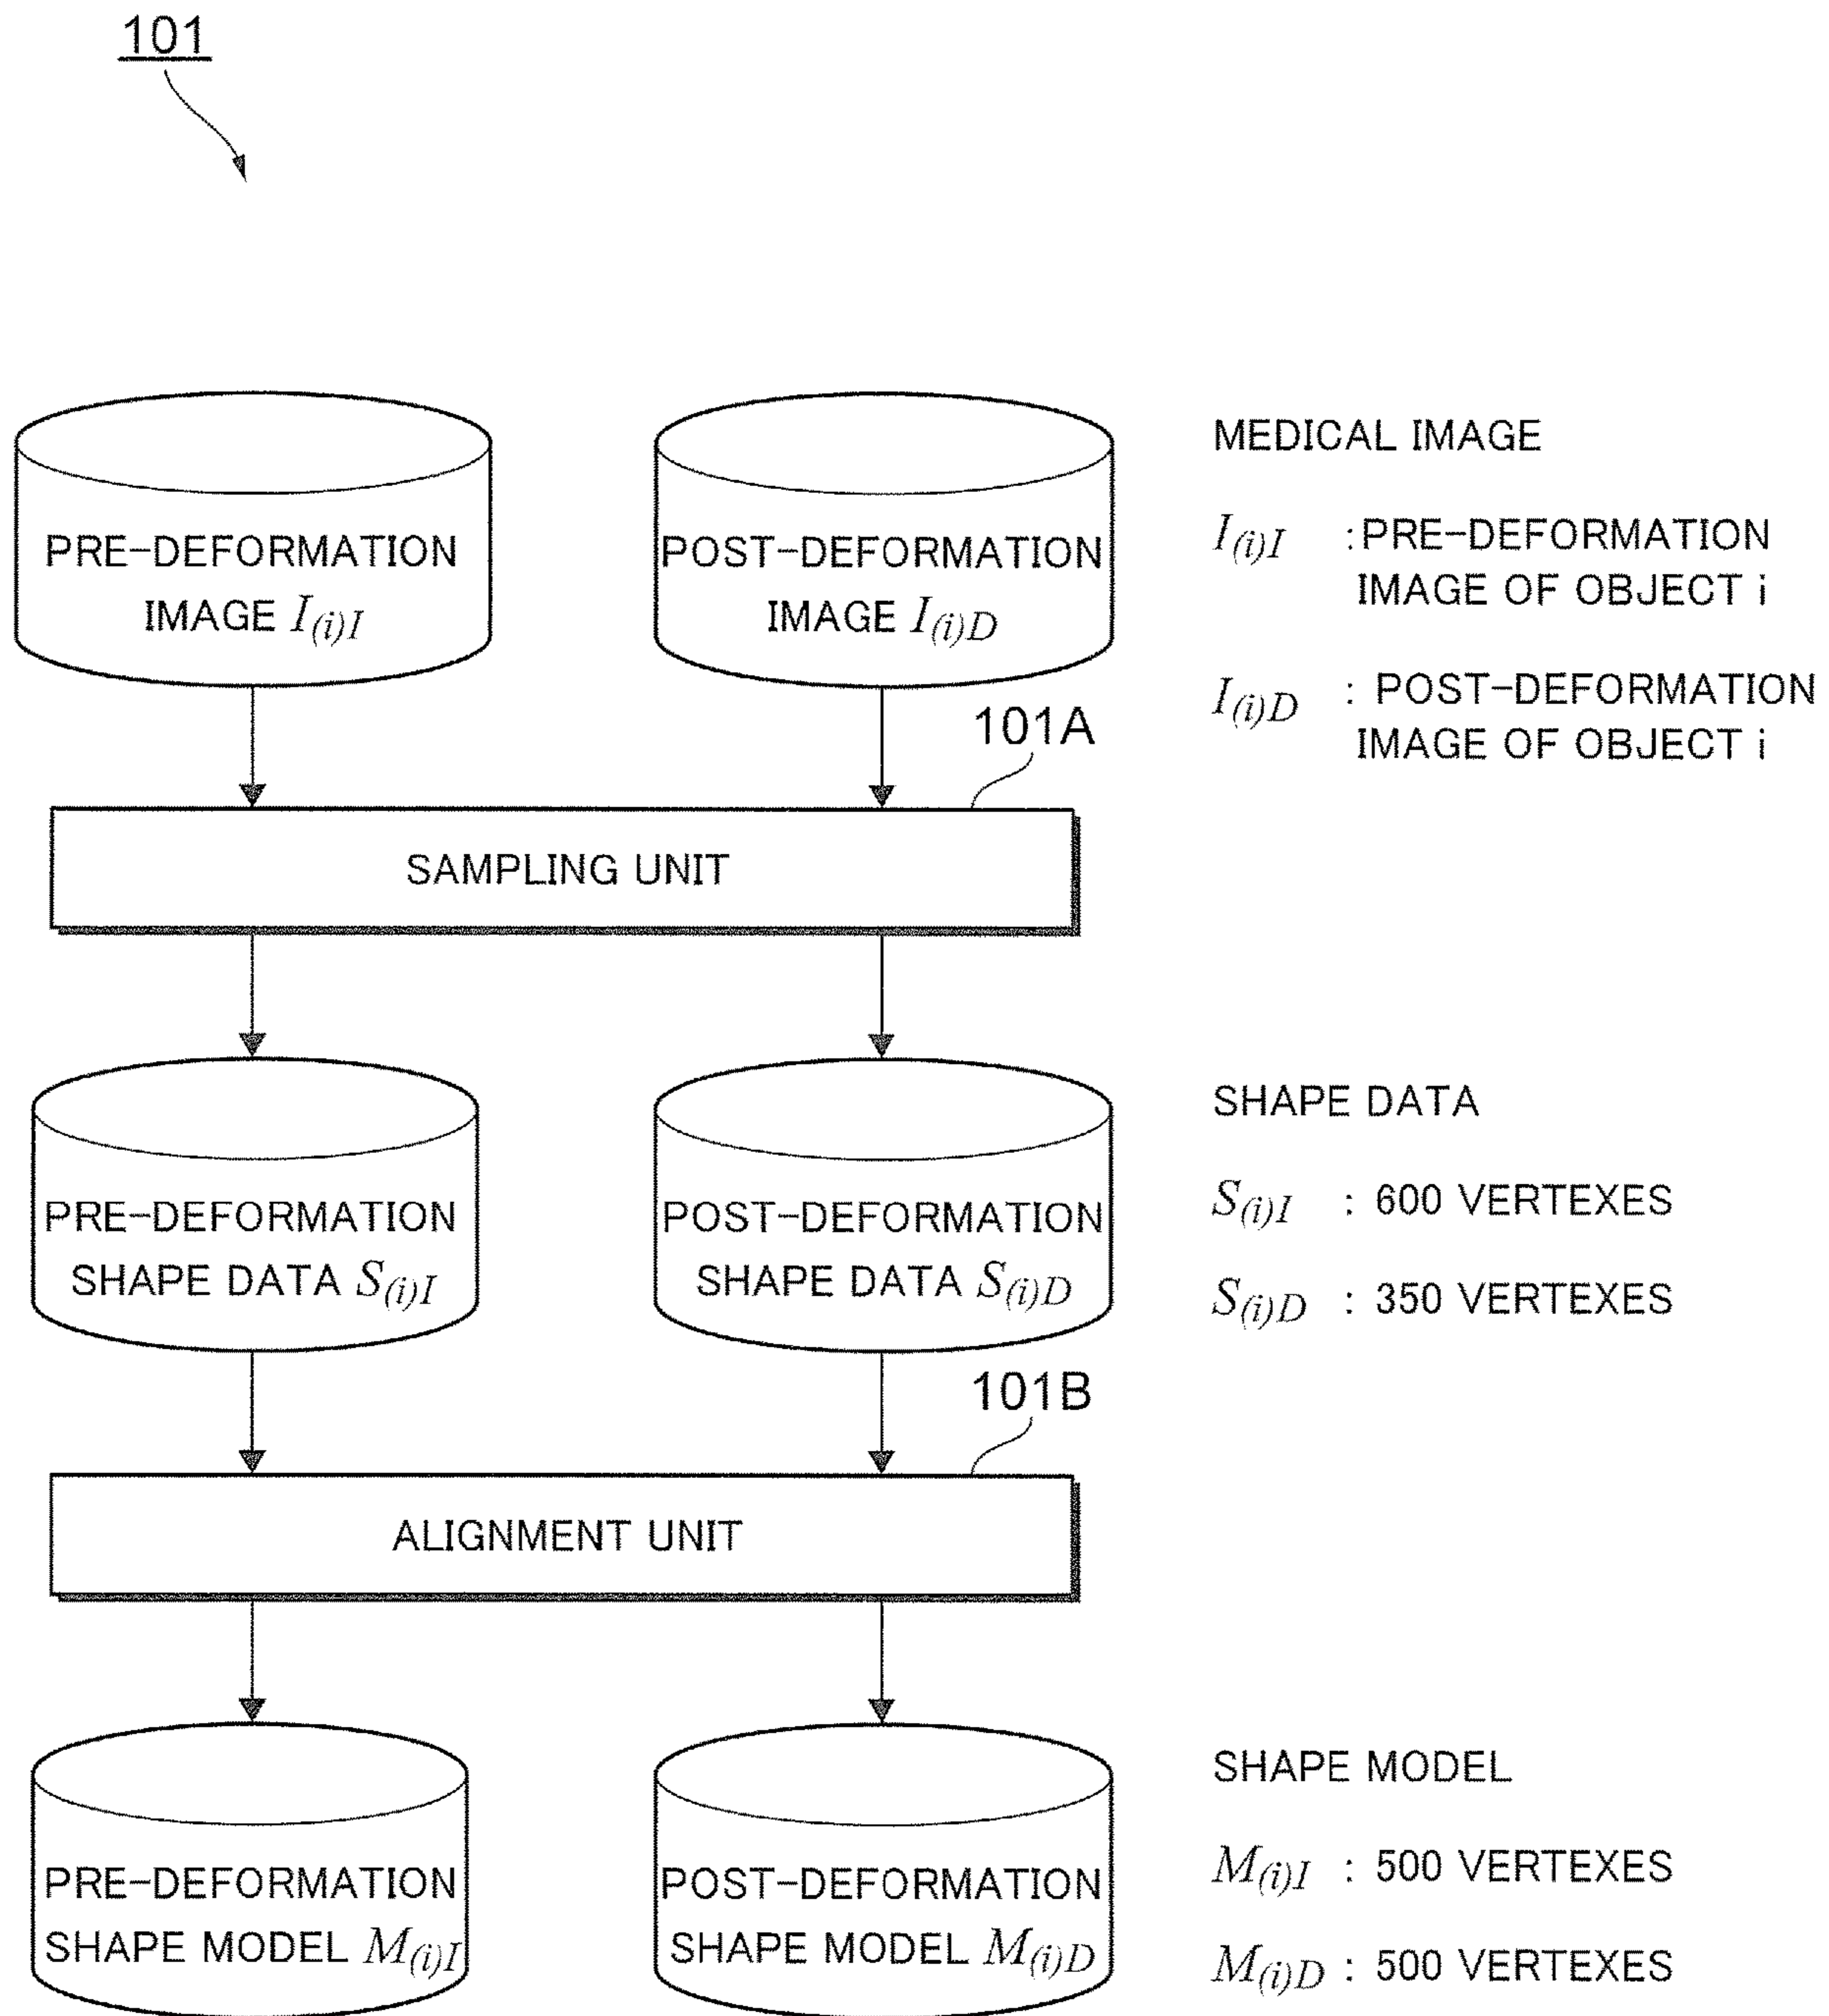 101
PRE-DEFORMATION
IMAGE I(i)I
POST-DEFORMATION
IMAGE I(i)D
MEDICAL IMAGE
I(i)I :PRE-DEFORMATION
IMAGE OF OBJECT i
I(i)D : POST-DEFORMATION
IMAGE OF OBJECT i
101A
SAMPLING UNIT
PRE-DEFORMATION
SHAPE DATA S(i)I
POST-DEFORMATION
SHAPE DATA S(i)D
SHAPE DATA
S(i)I : 600 VERTEXES
S(i)D : 350 VERTEXES
101B
ALIGNMENT UNIT
PRE-DEFORMATION
SHAPE MODEL M(i)I
POST-DEFORMATION
SHAPE MODEL M(i)D
SHAPE MODEL
M(i)I : 500 VERTEXES
M(i)D : 500 VERTEXES